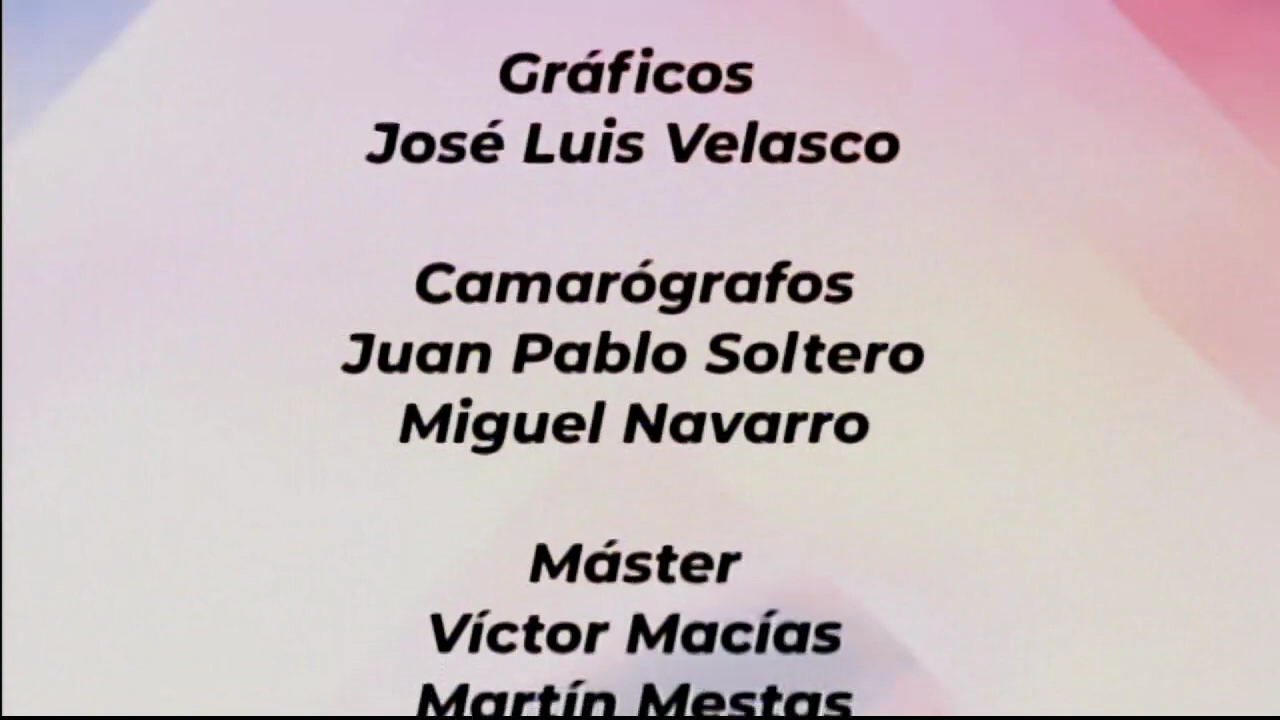 Gráficos
José Luis Velasco
Camarógrafos
Juan Pablo Soltero
Miguel Navarro
Máster
Víctor Macías
Martín Mestas